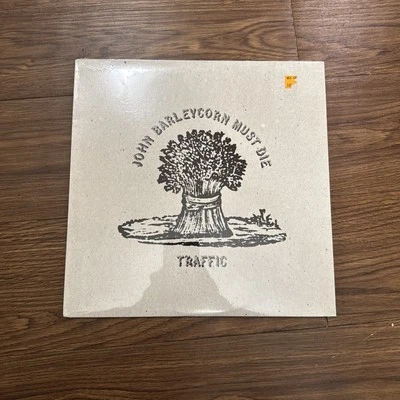 JOHN BARLEYCORN MUST DIE
TRAFFIC